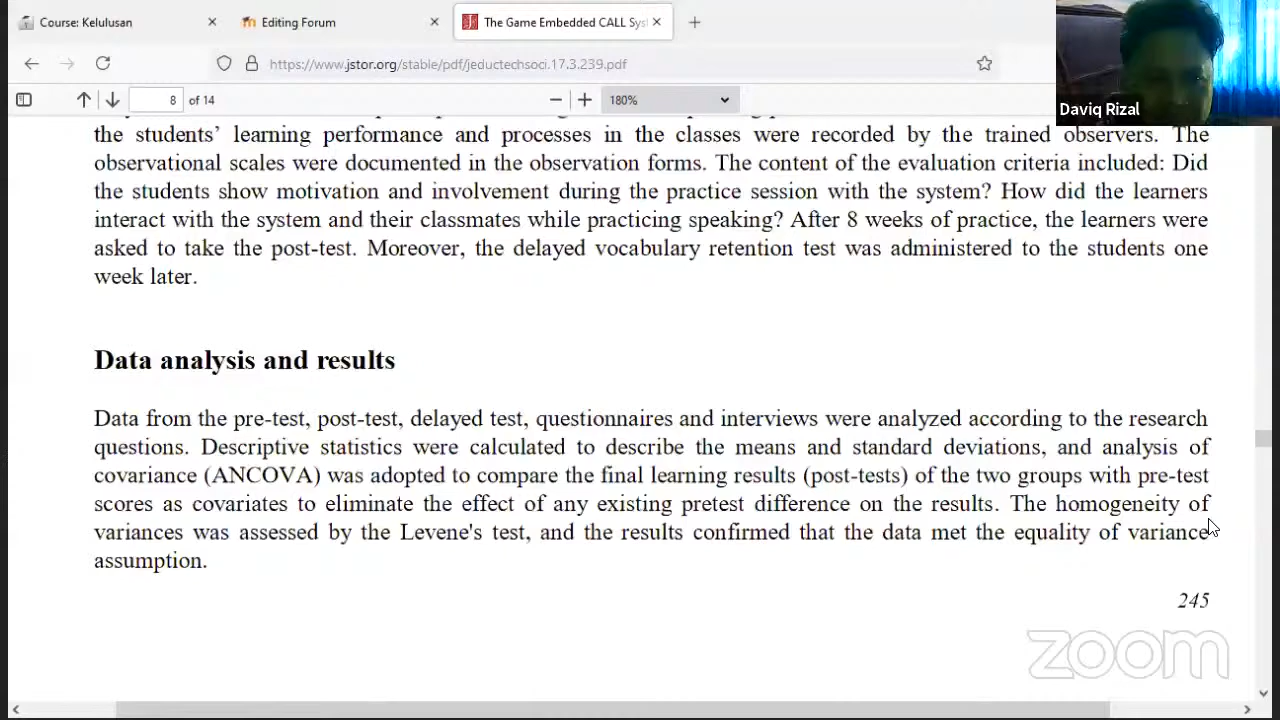 Course: Kelulusan
Editing Forum
The Game Embedded CALL Sys
https://www.jstor.org/stable/pdf/jeductechsoci.17.3.239.pdf
8 of 14
180%
Daviq Rizal
the students' learning performance and processes in the classes were recorded by the trained observers. The
observational scales were documented in the observation forms. The content of the evaluation criteria included: Did
the students show motivation and involvement during the practice session with the system? How did the learners
interact with the system and their classmates while practicing speaking? After 8 weeks of practice, the learners were
asked to take the post-test. Moreover, the delayed vocabulary retention test was administered to the students one
week later.
Data analysis and results
Data from the pre-test, post-test, delayed test, questionnaires and interviews were analyzed according to the research
questions. Descriptive statistics were calculated to describe the means and standard deviations, and analysis of
covariance (ANCOVA) was adopted to compare the final learning results (post-tests) of the two groups with pre-test
scores as covariates to eliminate the effect of any existing pretest difference on the results. The homogeneity of
variances was assessed by the Levene's test, and the results confirmed that the data met the equality of variance
assumption.
245
zoom